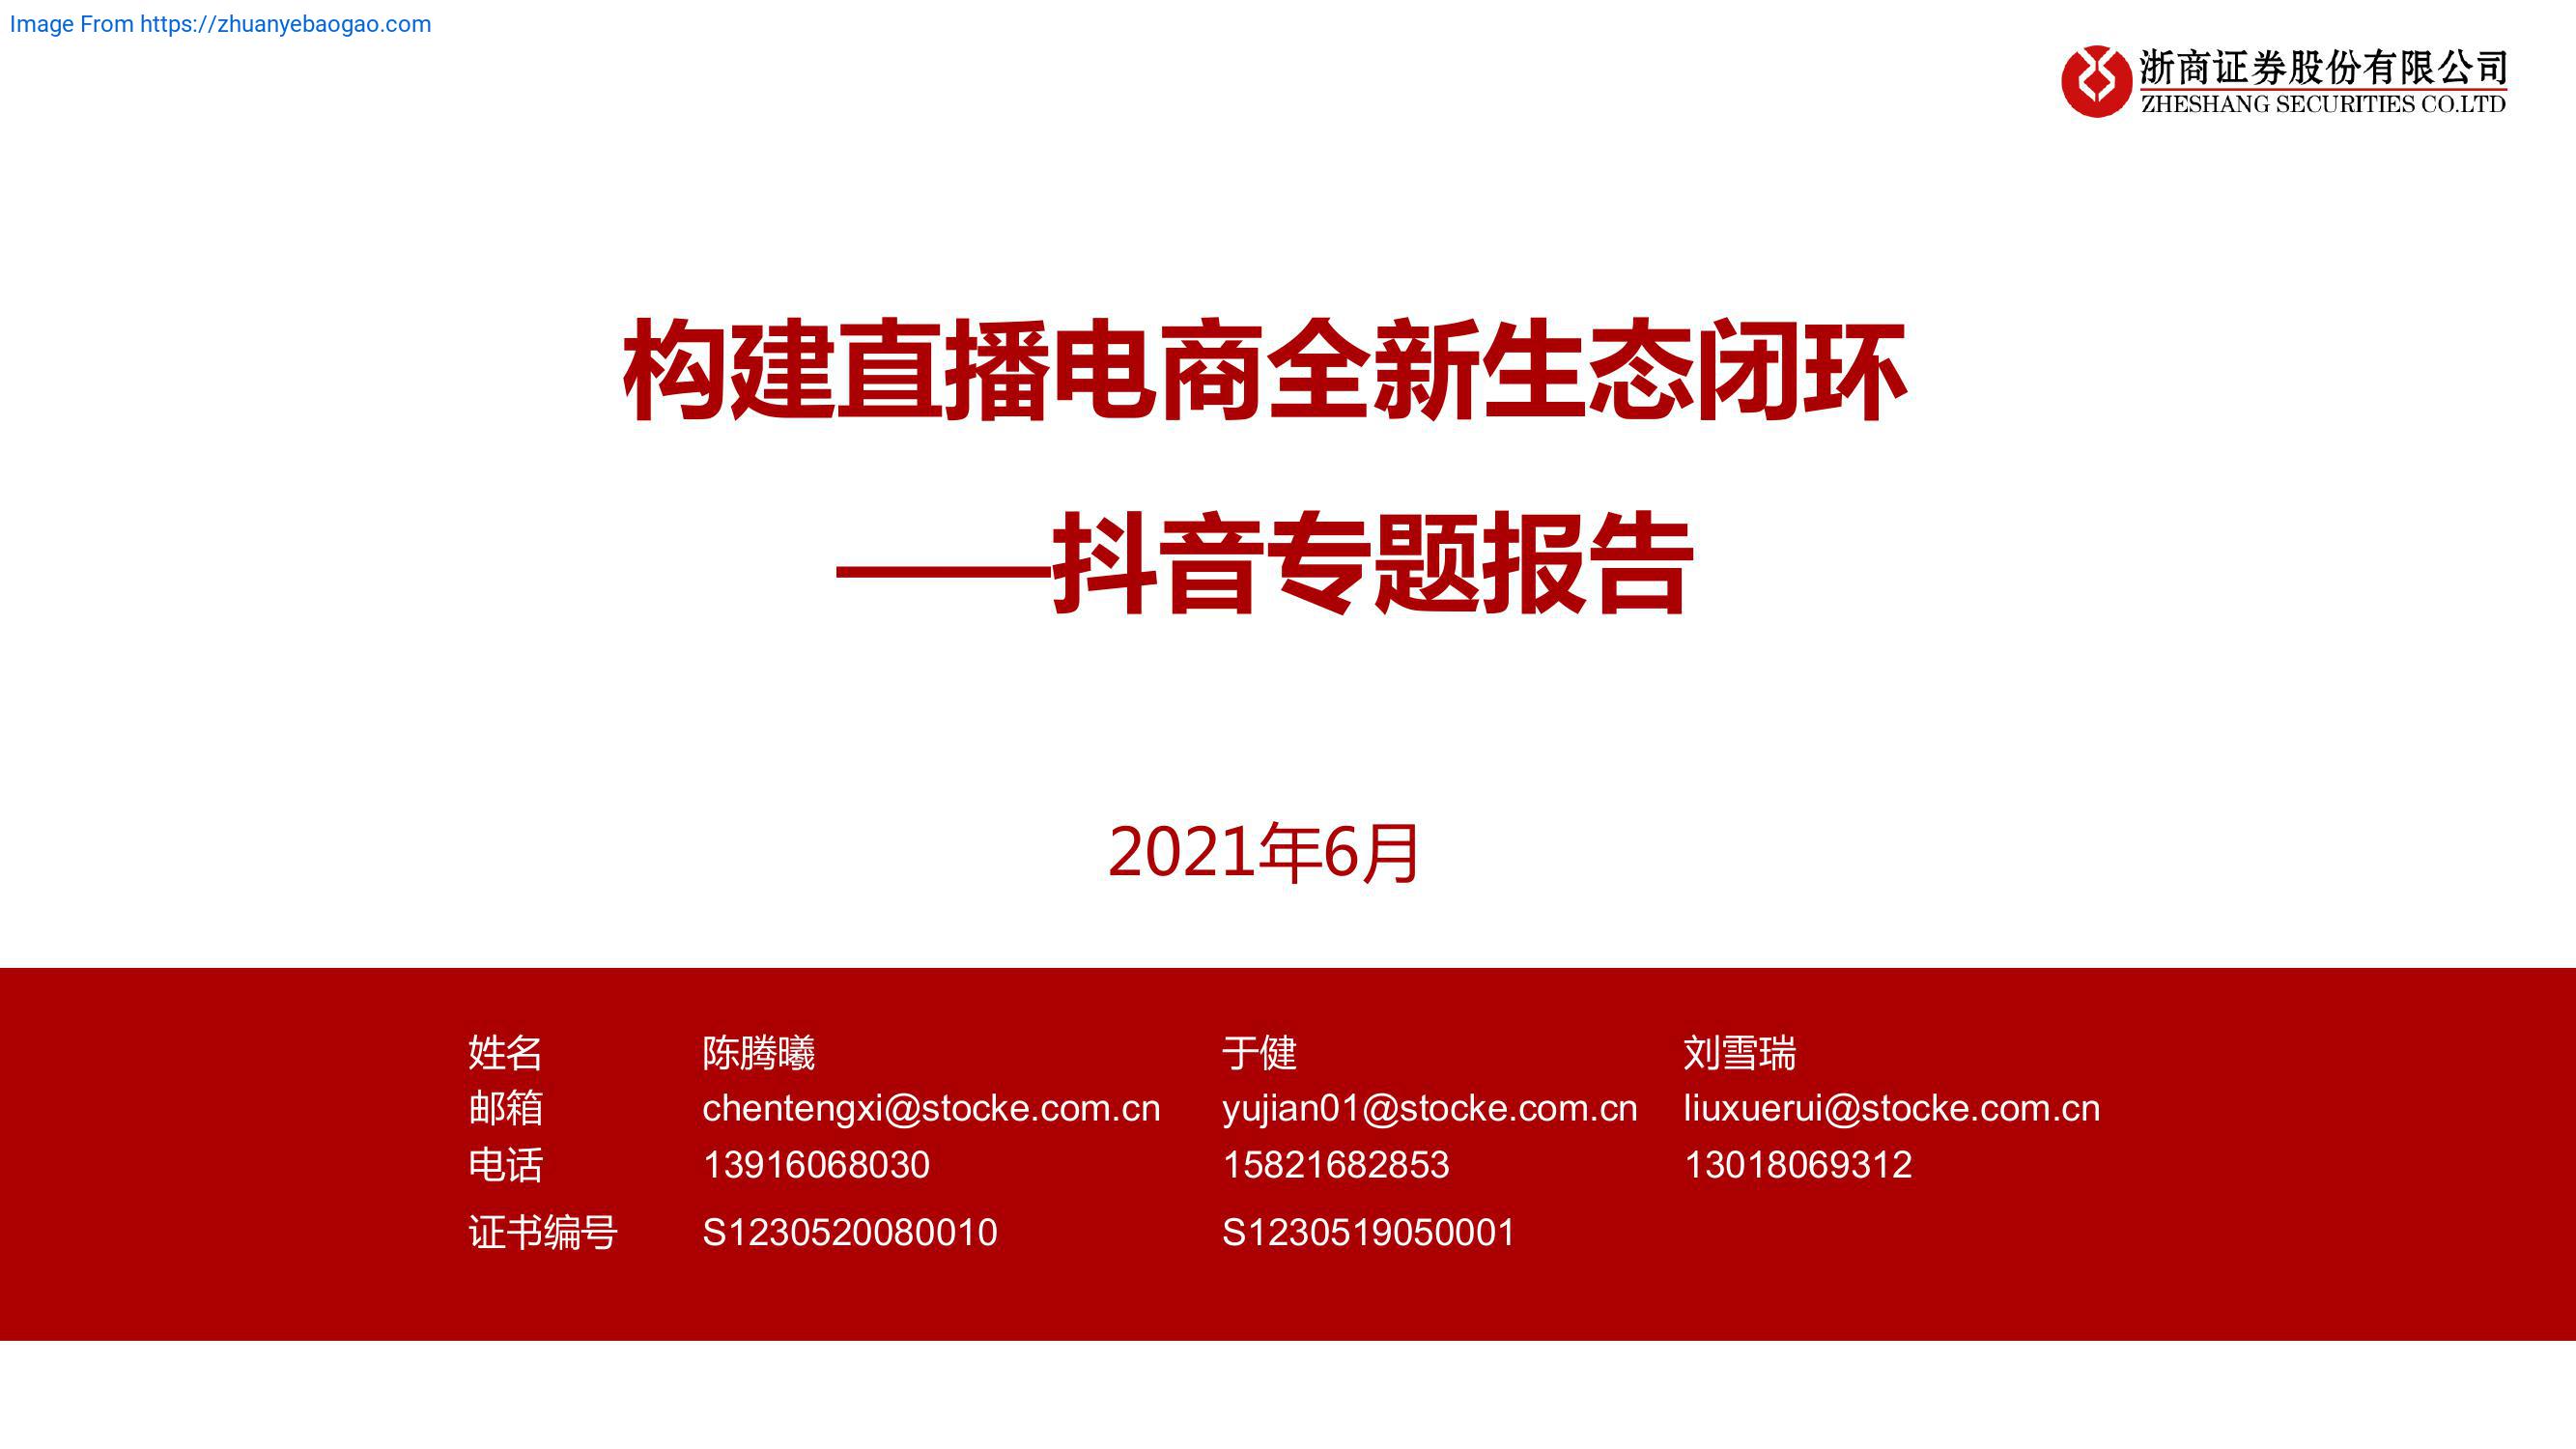 Image From https://zhuanyebaogao.com
浙商证券股份有限公司
ZHESHANG SECURITIES CO.LTD
构建直播电商全新生态闭环
——抖音专题报告
2021年6月
姓名 陈腾曦 于健 刘雪瑞
邮箱 chentengxi@stocke.com.cn yujian01@stocke.com.cn liuxuerui@stocke.com.cn
电话 13916068030 15821682853 13018069312
证书编号 S1230520080010 S1230519050001